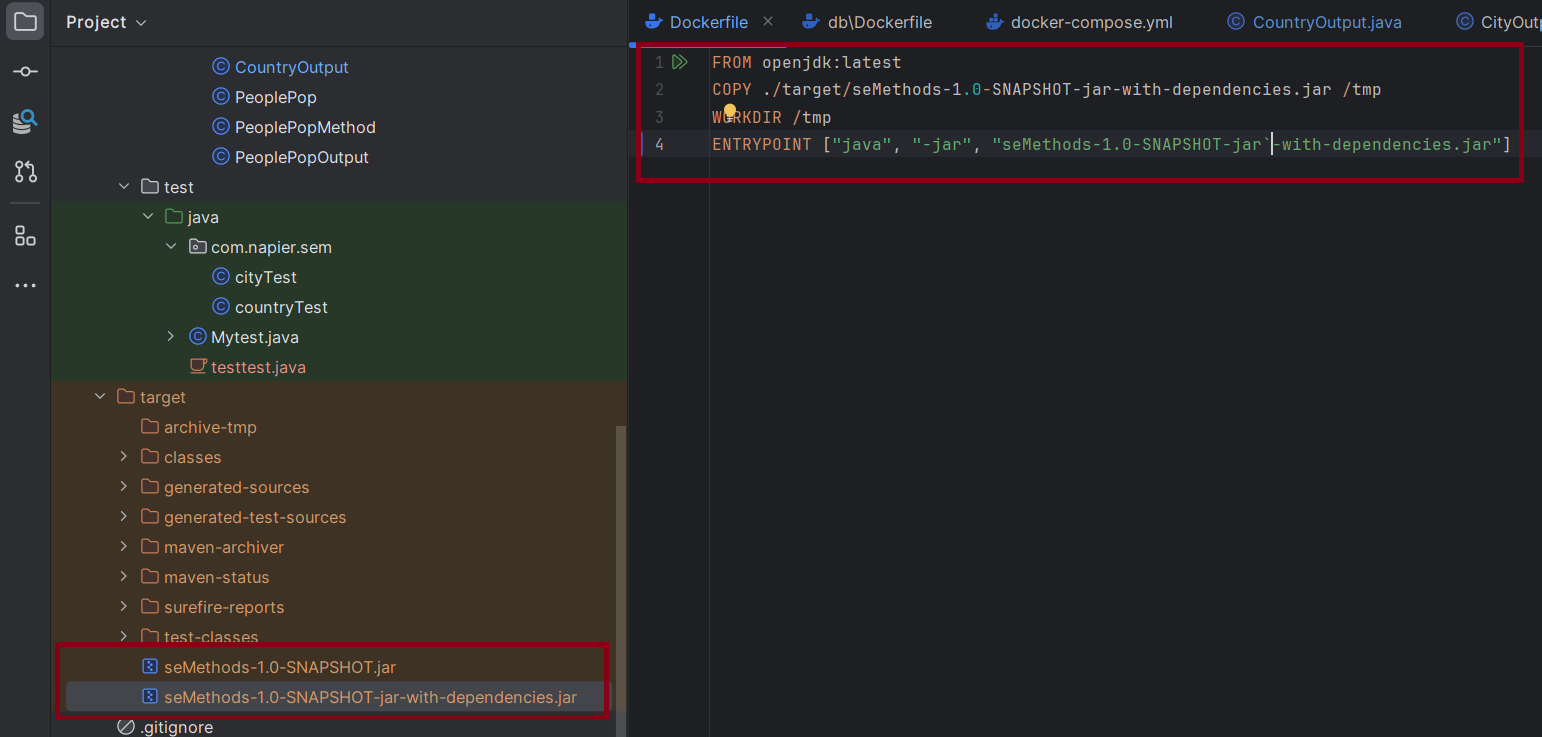 Project
CountryOutput
PeoplePop
PeoplePopMethod
PeoplePopOutput
test
java
com.napier.sem
cityTest
countryTest
Mytest.java
testtest.java
target
archive-tmp
classes
generated-sources
generated-test-sources
maven-archiver
maven-status
surefire-reports
test-classes
seMethods-1.0-SNAPSHOT.jar
seMethods-1.0-SNAPSHOT-jar-with-dependencies.jar
.gitignore
Dockerfile db\Dockerfile docker-compose.yml CountryOutput.java CityOutp
1 FROM openjdk:latest
2 COPY ./target/seMethods-1.0-SNAPSHOT-jar-with-dependencies.jar /tmp
3 WORKDIR /tmp
4 ENTRYPOINT ["java", "-jar", "seMethods-1.0-SNAPSHOT-jar`-with-dependencies.jar"]